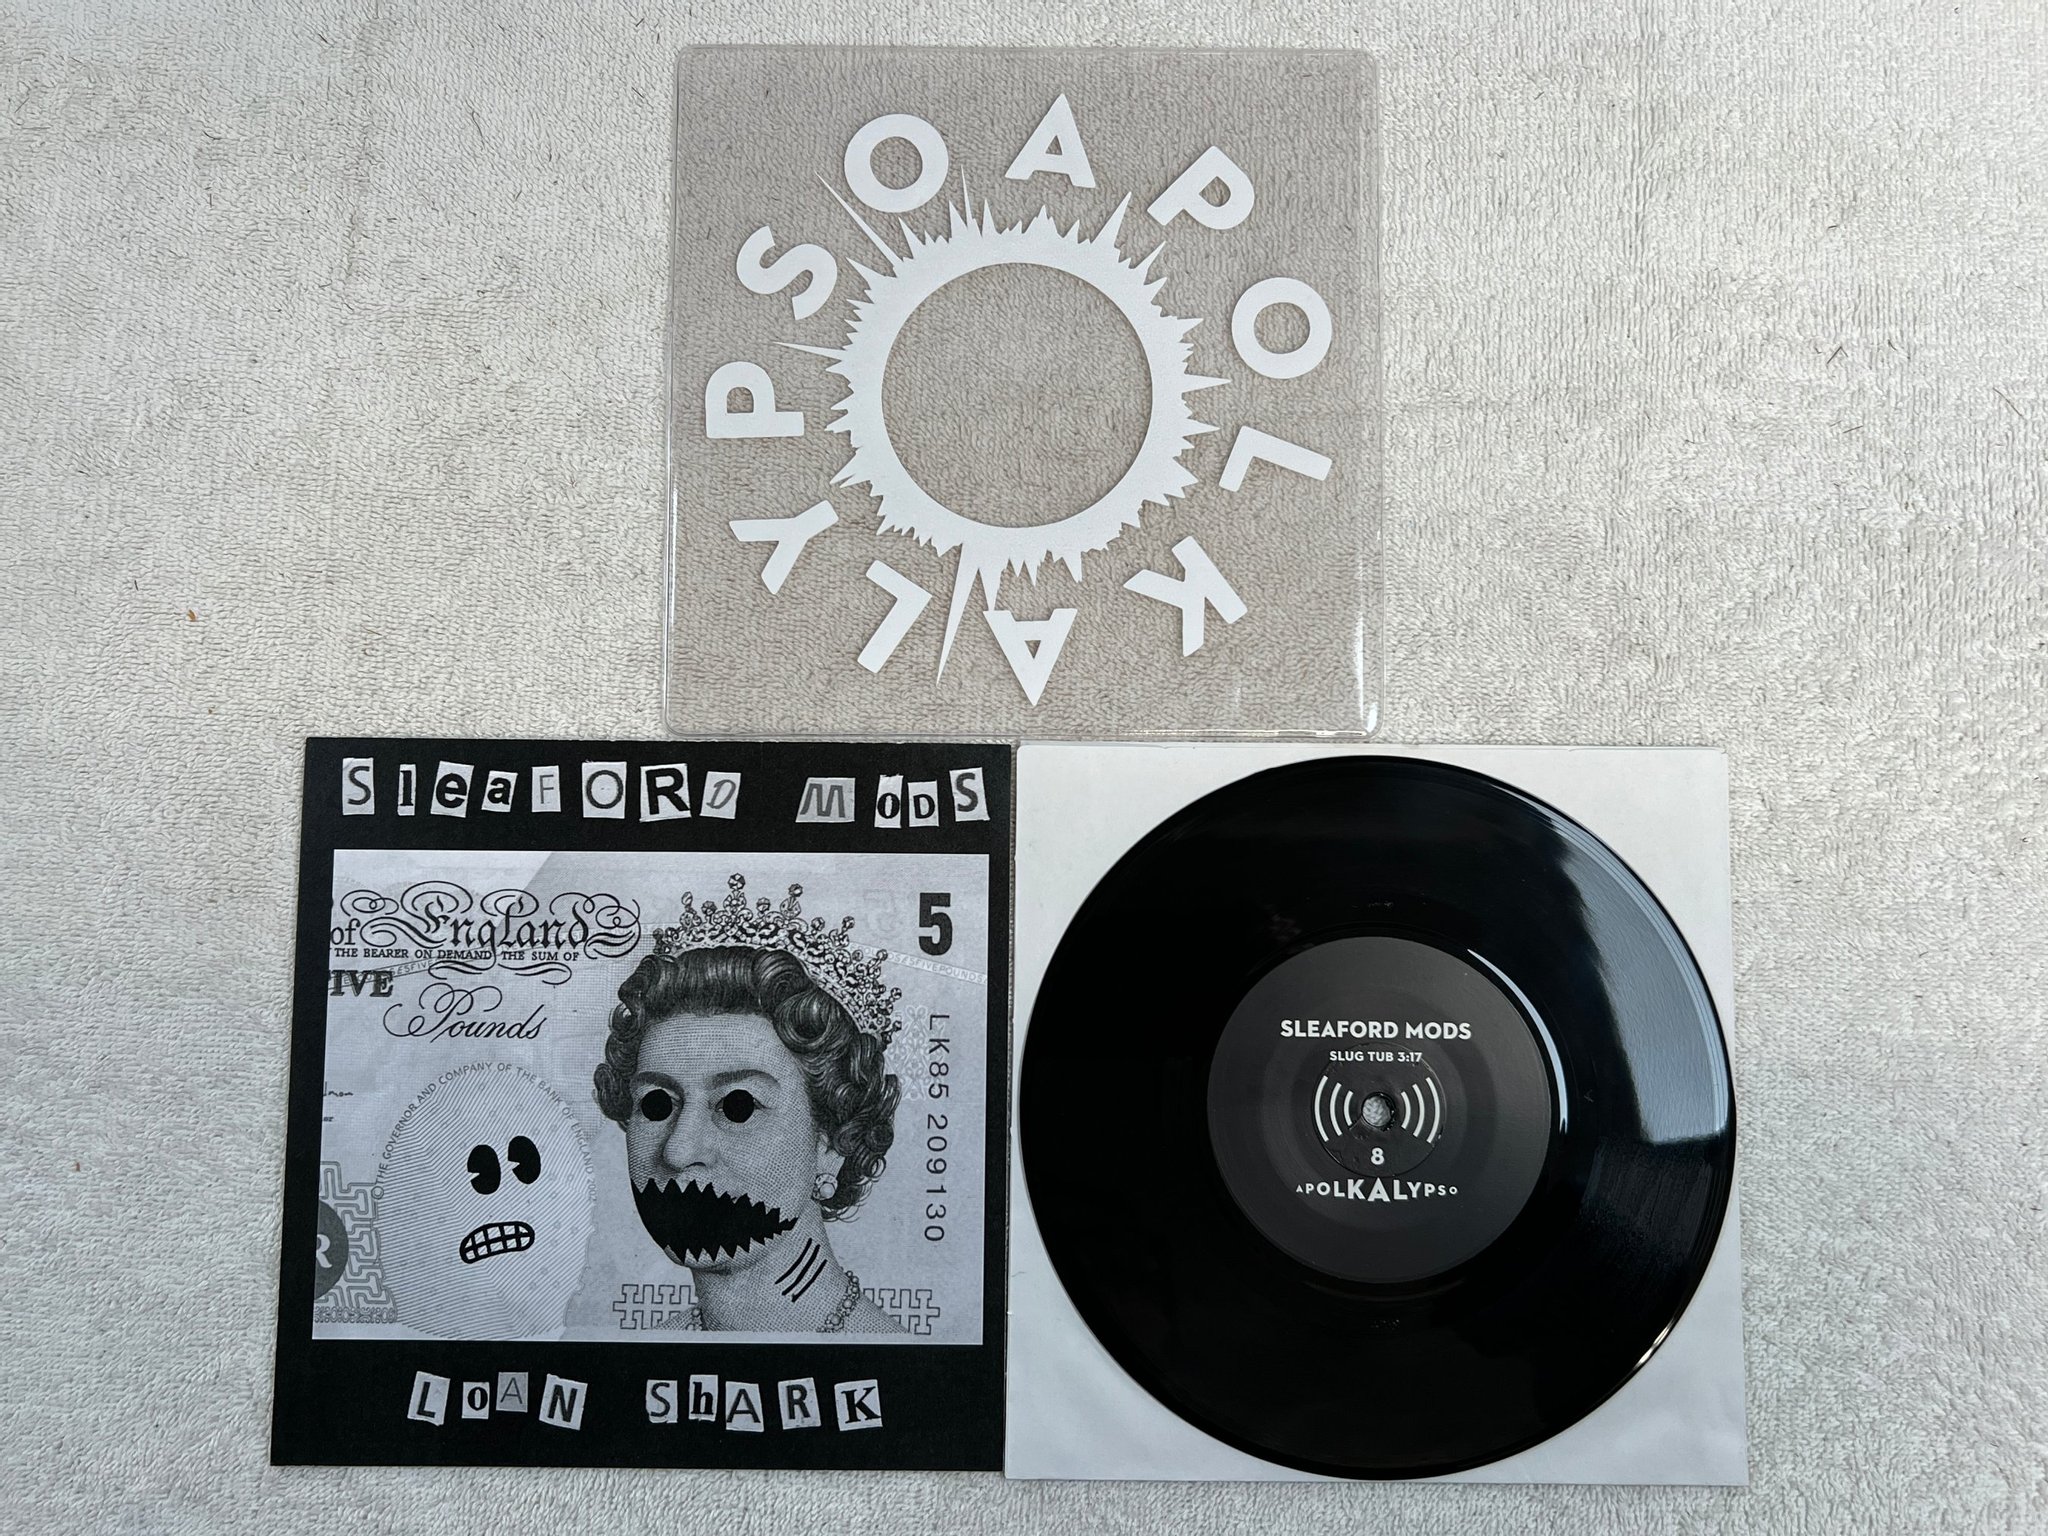 APOLKALYPSO
SleaFORD MODS
of England
THE BEARER ON DEMAND THE SUM OF
IVE
Pounds
5
LK85 209130
THE GOVERNOR AND COMPANY OF THE BANK OF ENGLAND
R
LoAN ShARK
SLEAFORD MODS
SLUG TUB 3:17
8
APOLKALYPSO